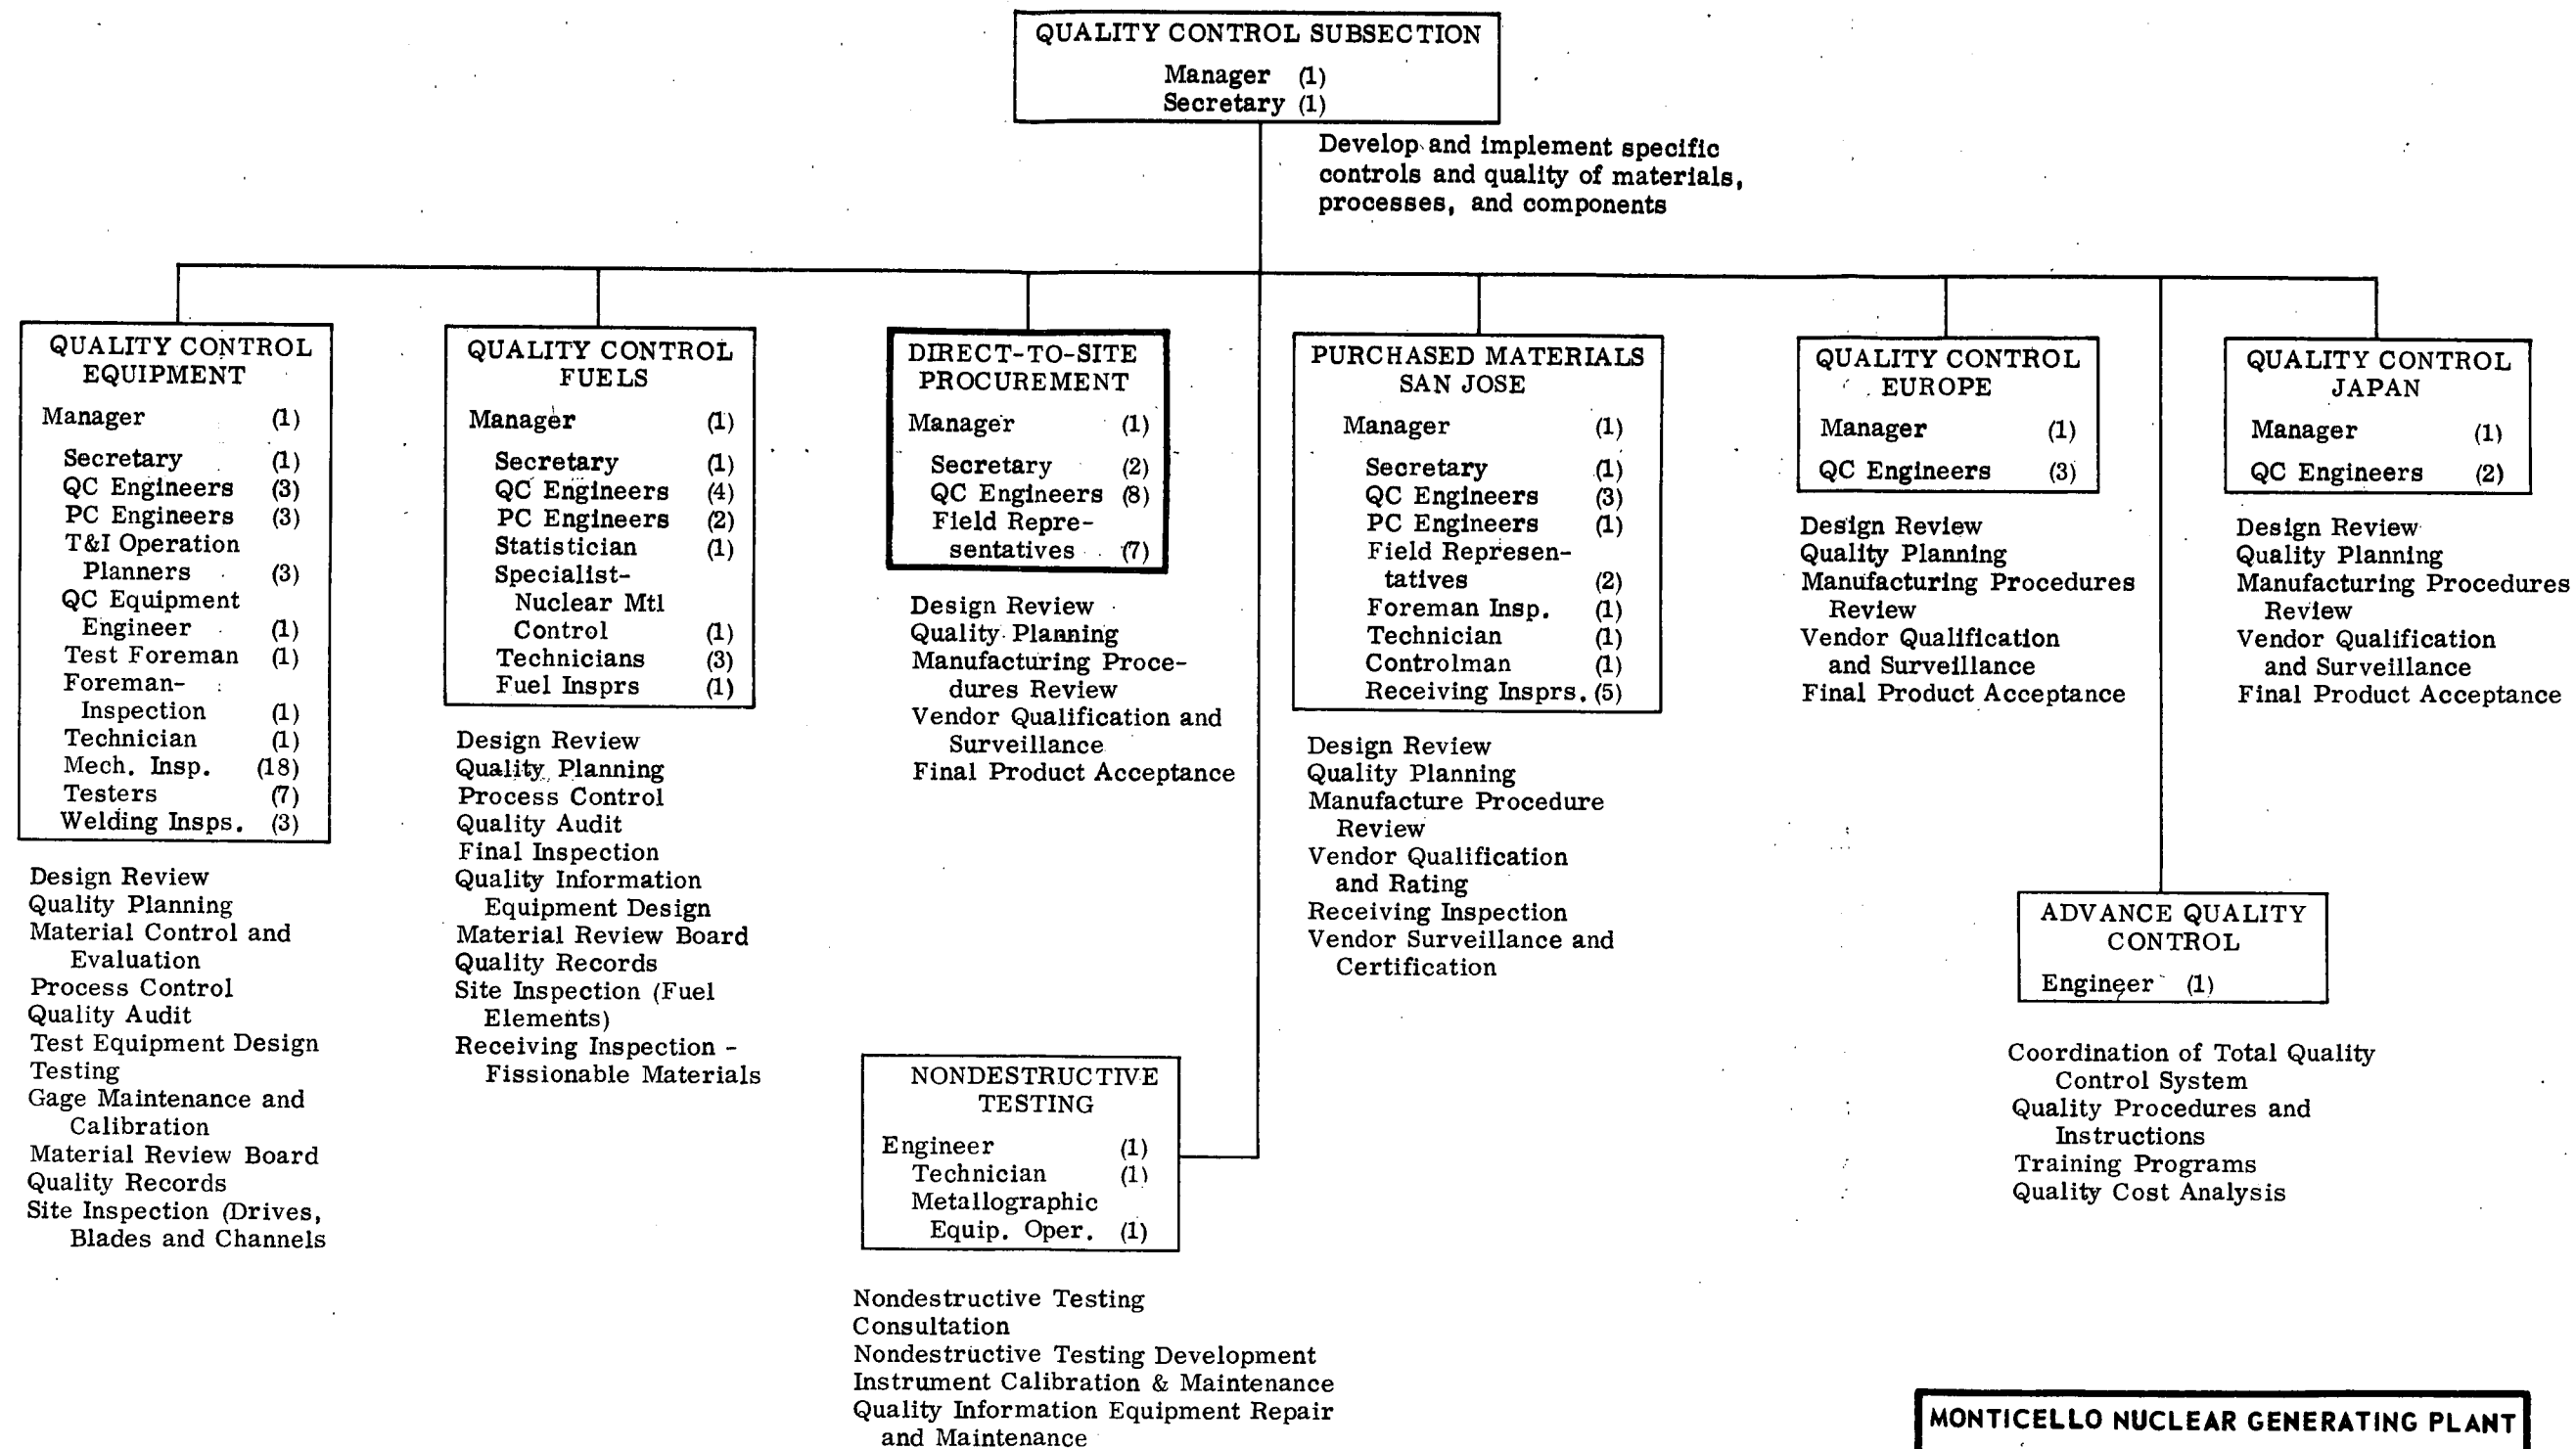 QUALITY CONTROL SUBSECTION
Manager (1)
Secretary (1)
Develop and implement specific
controls and quality of materials,
processes, and components
QUALITY CONTROL
EQUIPMENT
Manager (1)
Secretary (1)
QC Engineers (3)
PC Engineers (3)
T&I Operation
Planners (3)
QC Equipment
Engineer (1)
Test Foreman (1)
Foreman-
Inspection (1)
Technician (1)
Mech. Insp. (18)
Testers (7)
Welding Insps. (3)
Design Review
Quality Planning
Material Control and
Evaluation
Process Control
Quality Audit
Test Equipment Design
Testing
Gage Maintenance and
Calibration
Material Review Board
Quality Records
Site Inspection (Drives,
Blades and Channels
QUALITY CONTROL
FUELS
Manager (1)
Secretary (1)
QC Engineers (4)
PC Engineers (2)
Statistician (1)
Specialist-
Nuclear Mtl
Control (1)
Technicians (3)
Fuel Insprs (1)
Design Review
Quality Planning
Process Control
Quality Audit
Final Inspection
Quality Information
Equipment Design
Material Review Board
Quality Records
Site Inspection (Fuel
Elements)
Receiving Inspection -
Fissionable Materials
DIRECT-TO-SITE
PROCUREMENT
Manager (1)
Secretary (2)
QC Engineers (8)
Field Repre-
sentatives (7)
Design Review
Quality Planning
Manufacturing Proce-
dures Review
Vendor Qualification and
Surveillance
Final Product Acceptance
NONDESTRUCTIVE
TESTING
Engineer (1)
Technician (1)
Metallographic
Equip. Oper. (1)
Nondestructive Testing
Consultation
Nondestructive Testing Development
Instrument Calibration & Maintenance
Quality Information Equipment Repair
and Maintenance
PURCHASED MATERIALS
SAN JOSE
Manager (1)
Secretary (1)
QC Engineers (3)
PC Engineers (1)
Field Represen-
tatives (2)
Foreman Insp. (1)
Technician (1)
Controlman (1)
Receiving Insprs. (5)
Design Review
Quality Planning
Manufacture Procedure
Review
Vendor Qualification
and Rating
Receiving Inspection
Vendor Surveillance and
Certification
QUALITY CONTROL
EUROPE
Manager (1)
QC Engineers (3)
Design Review
Quality Planning
Manufacturing Procedures
Review
Vendor Qualification
and Surveillance
Final Product Acceptance
QUALITY CONTROL
JAPAN
Manager (1)
QC Engineers (2)
Design Review
Quality Planning
Manufacturing Procedures
Review
Vendor Qualification
and Surveillance
Final Product Acceptance
ADVANCE QUALITY
CONTROL
Engineer (1)
Coordination of Total Quality
Control System
Quality Procedures and
Instructions
Training Programs
Quality Cost Analysis
MONTICELLO NUCLEAR GENERATING PLANT